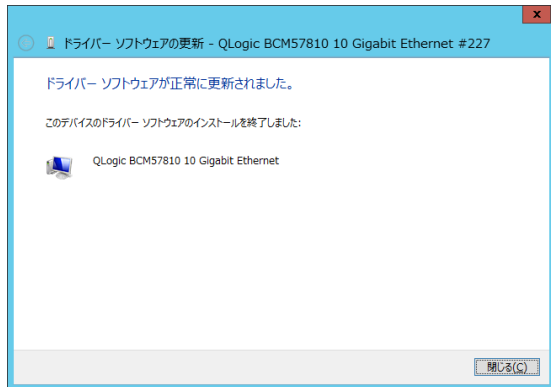 x
ドライバー ソフトウェアの更新 - QLogic BCM57810 10 Gigabit Ethernet #227
ドライバー ソフトウェアが正常に更新されました。
このデバイスのドライバー ソフトウェアのインストールを終了しました:
QLogic BCM57810 10 Gigabit Ethernet
閉じる(C)